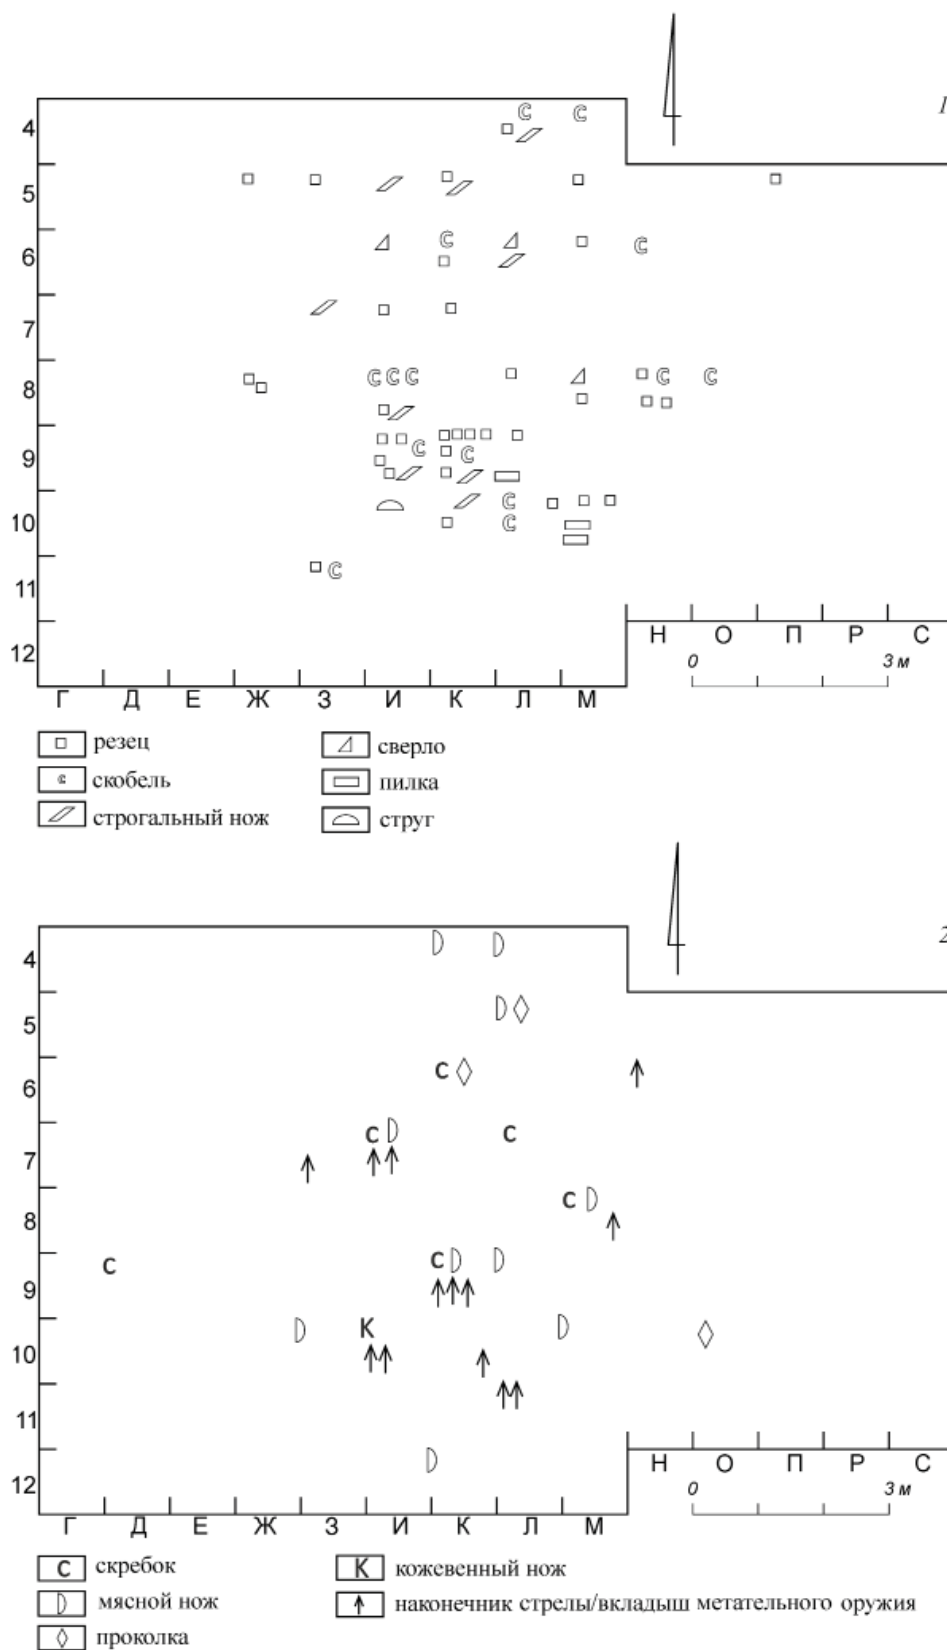 1
4
5
6
7
8
9
10
11
12
Н О П Р С
0 3 м
Г Д Е Ж З И К Л М
резец
сверло
скобель
пилка
строгальный нож
струг
2
4
5
6
7
8
9
10
11
12
Н О П Р С
0 3 м
Г Д Е Ж З И К Л М
С скребок
К кожевенный нож
мясной нож
наконечник стрелы/вкладыш метательного оружия
проколка